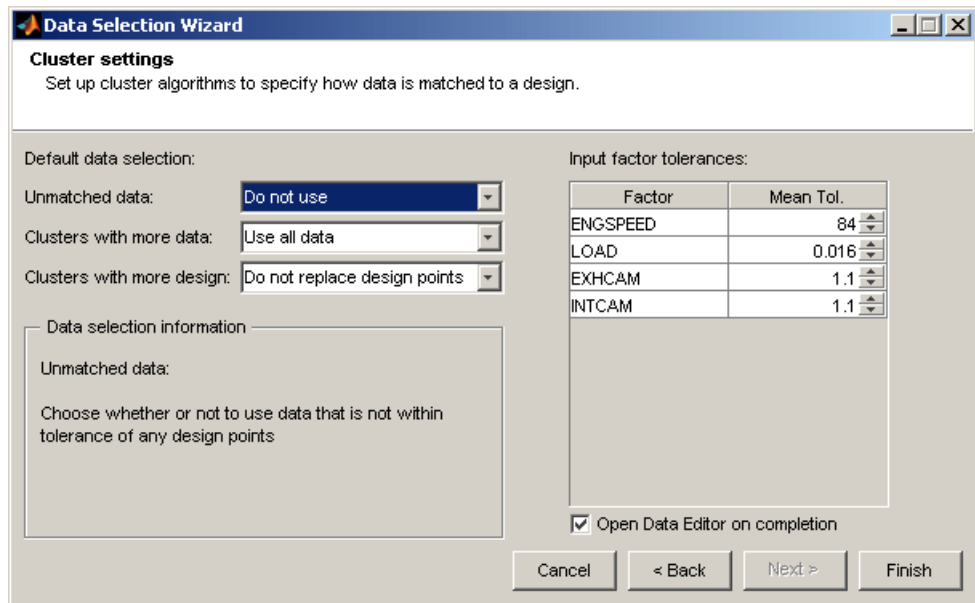 Data Selection Wizard
Cluster settings
Set up cluster algorithms to specify how data is matched to a design.
Default data selection:
Unmatched data: Do not use
Clusters with more data: Use all data
Clusters with more design: Do not replace design points
Data selection information
Unmatched data:
Choose whether or not to use data that is not within
tolerance of any design points
Input factor tolerances:
Factor Mean Tol.
ENGSPEED 84
LOAD 0.016
EXHCAM 1.1
INTCAM 1.1
Open Data Editor on completion
Cancel < Back Next > Finish